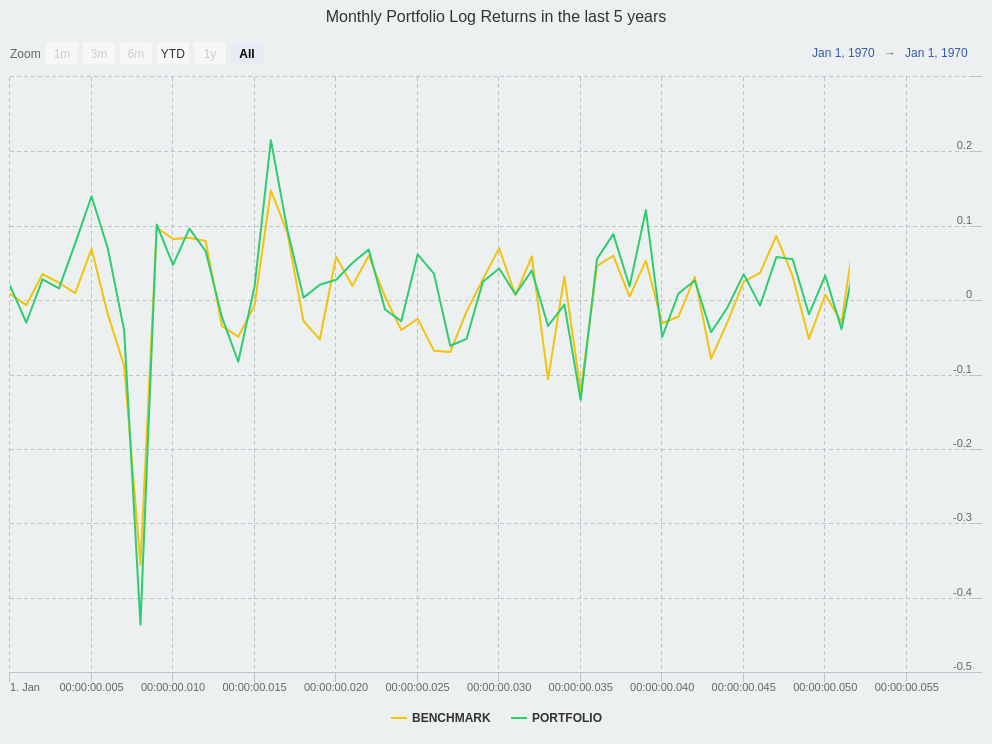 Monthly Portfolio Log Returns in the last 5 years
Zoom 1m 3m 6m YTD 1y All Jan 1, 1970 → Jan 1, 1970
0.2
0.1
0
-0.1
-0.2
-0.3
-0.4
-0.5
1. Jan 00:00:00.005 00:00:00.010 00:00:00.015 00:00:00.020 00:00:00.025 00:00:00.030 00:00:00.035 00:00:00.040 00:00:00.045 00:00:00.050 00:00:00.055
BENCHMARK PORTFOLIO